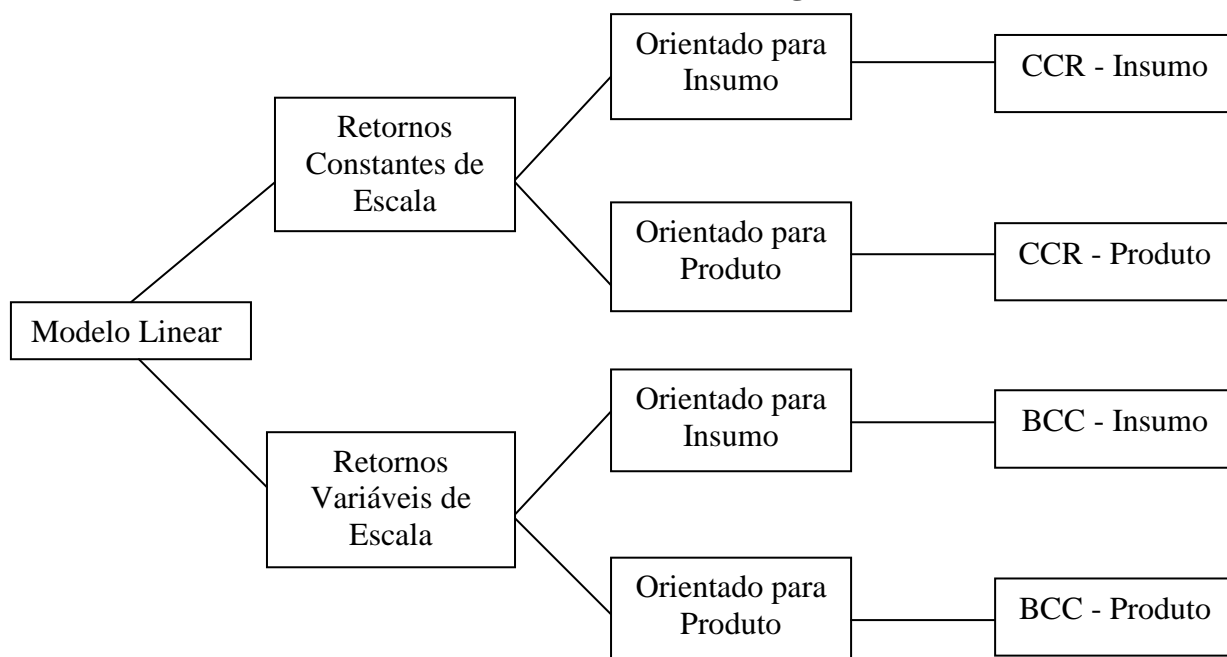 Orientado para
Insumo
CCR - Insumo
Retornos
Constantes de
Escala
Orientado para
Produto
CCR - Produto
Modelo Linear
Orientado para
Insumo
BCC - Insumo
Retornos
Variáveis de
Escala
Orientado para
Produto
BCC - Produto